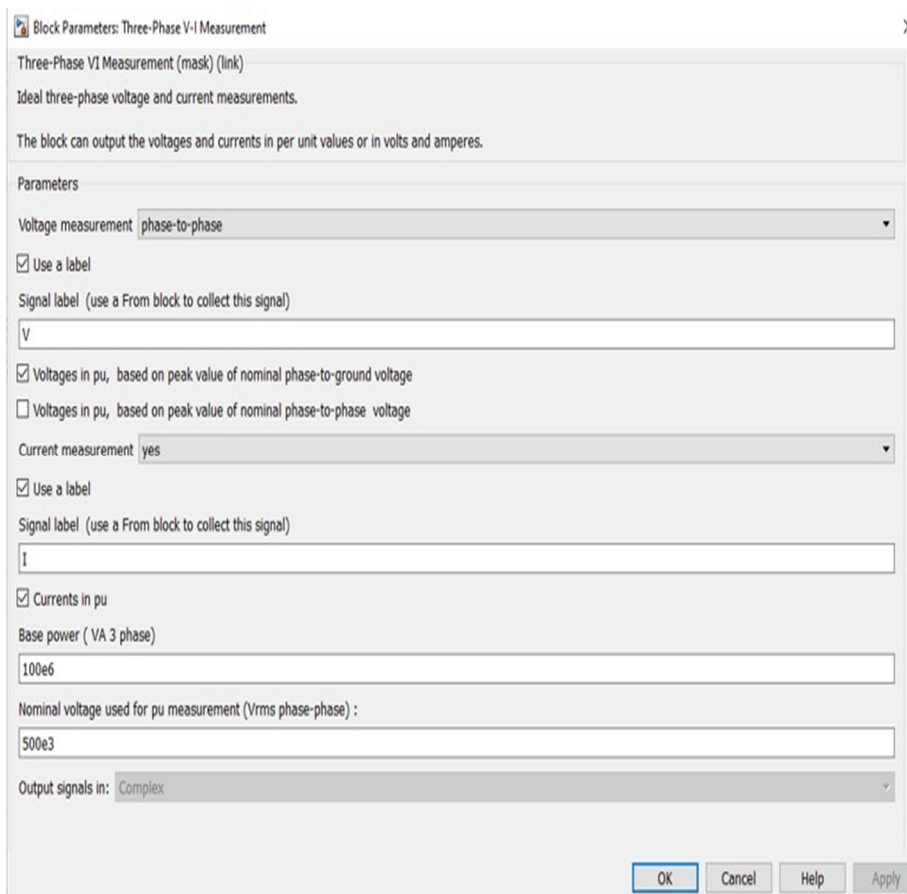 Block Parameters: Three-Phase V-I Measurement
Three-Phase VI Measurement (mask) (link)
Ideal three-phase voltage and current measurements.
The block can output the voltages and currents in per unit values or in volts and amperes.
Parameters
Voltage measurement phase-to-phase
Use a label
Signal label (use a From block to collect this signal)
V
Voltages in pu, based on peak value of nominal phase-to-ground voltage
Voltages in pu, based on peak value of nominal phase-to-phase voltage
Current measurement yes
Use a label
Signal label (use a From block to collect this signal)
I
Currents in pu
Base power ( VA 3 phase)
100e6
Nominal voltage used for pu measurement (Vrms phase-phase) :
500e3
Output signals in: Complex
OK Cancel Help Apply